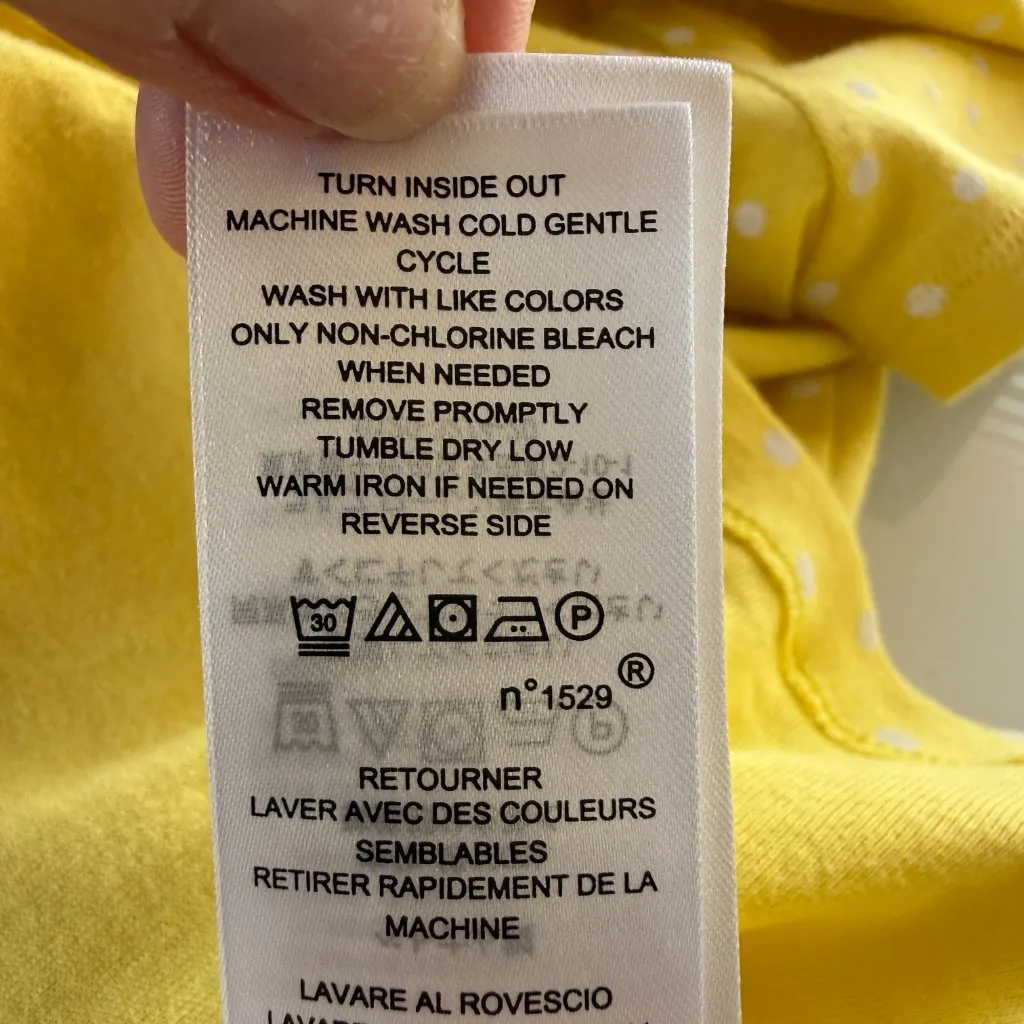 TURN INSIDE OUT
MACHINE WASH COLD GENTLE
CYCLE
WASH WITH LIKE COLORS
ONLY NON-CHLORINE BLEACH
WHEN NEEDED
REMOVE PROMPTLY
TUMBLE DRY LOW
WARM IRON IF NEEDED ON
REVERSE SIDE
30 P
n°1529®
RETOURNER
LAVER AVEC DES COULEURS
SEMBLABLES
RETIRER RAPIDEMENT DE LA
MACHINE
LAVARE AL ROVESCIO